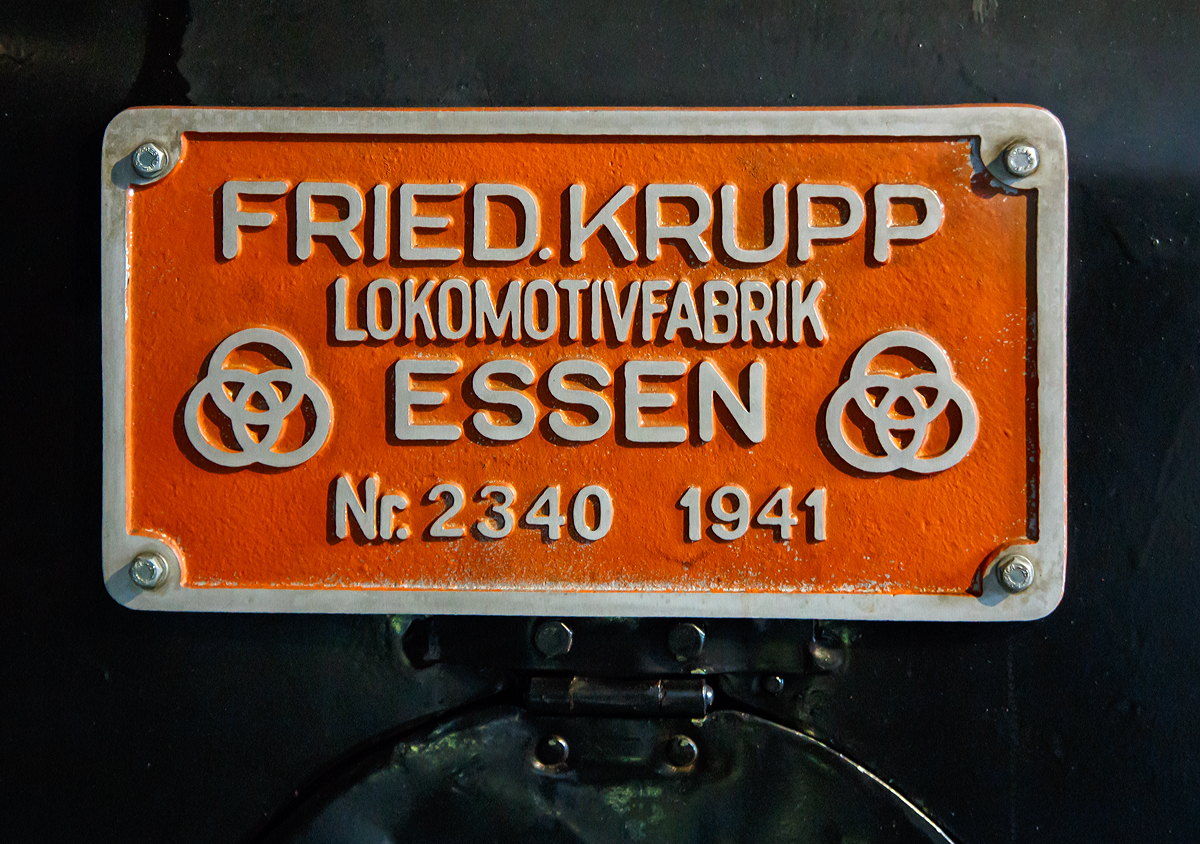 FRIED. KRUPP
LOKOMOTIVFABRIK
ESSEN
Nr. 2340 1941